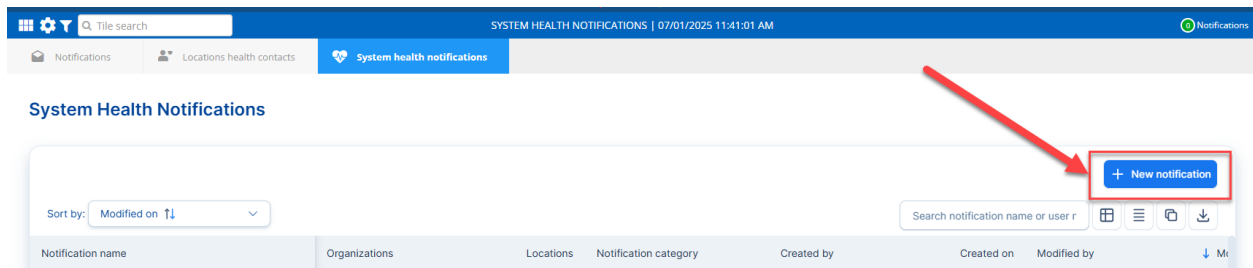 Tile search
SYSTEM HEALTH NOTIFICATIONS | 07/01/2025 11:41:01 AM
0 Notifications
Notifications
Locations health contacts
System health notifications
System Health Notifications
+ New notification
Sort by: Modified on
Search notification name or user r
Notification name Organizations Locations Notification category Created by Created on Modified by